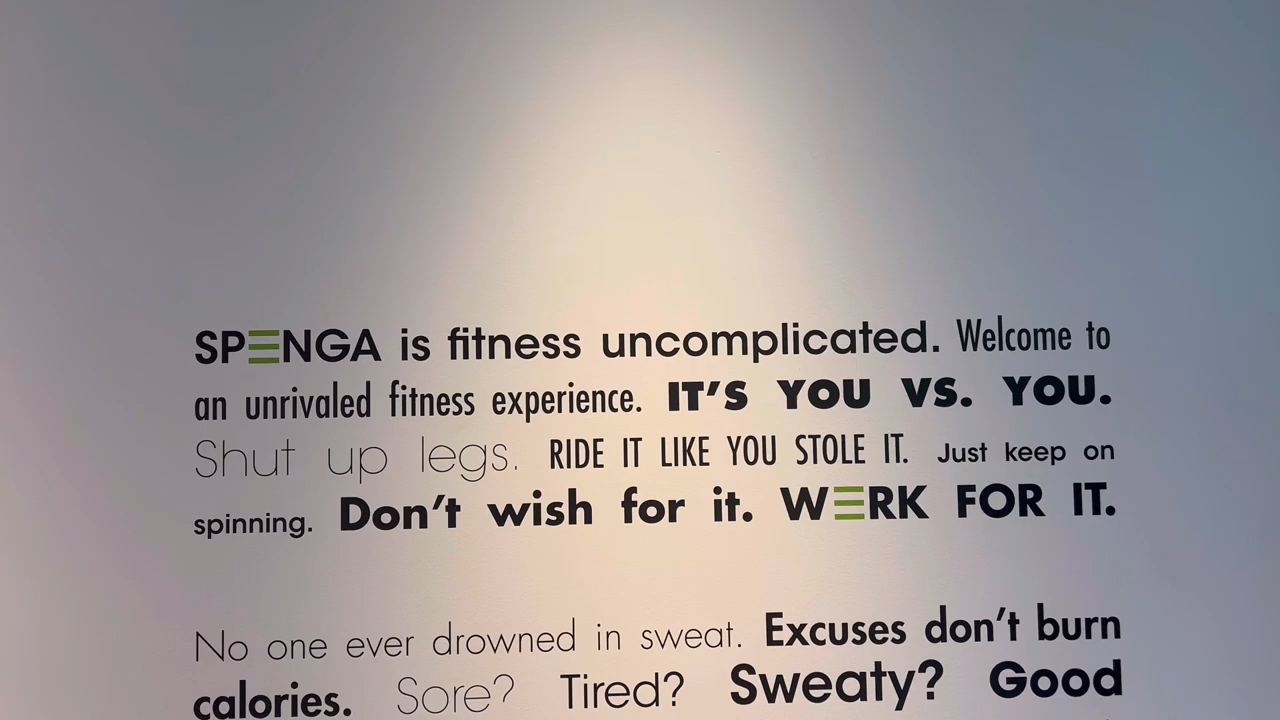 SPENGA is fitness uncomplicated. Welcome to
an unrivaled fitness experience. IT'S YOU VS. YOU.
Shut up legs. RIDE IT LIKE YOU STOLE IT. Just keep on
spinning. Don't wish for it. WERK FOR IT.
No one ever drowned in sweat. Excuses don't burn
calories. Sore? Tired? Sweaty? Good